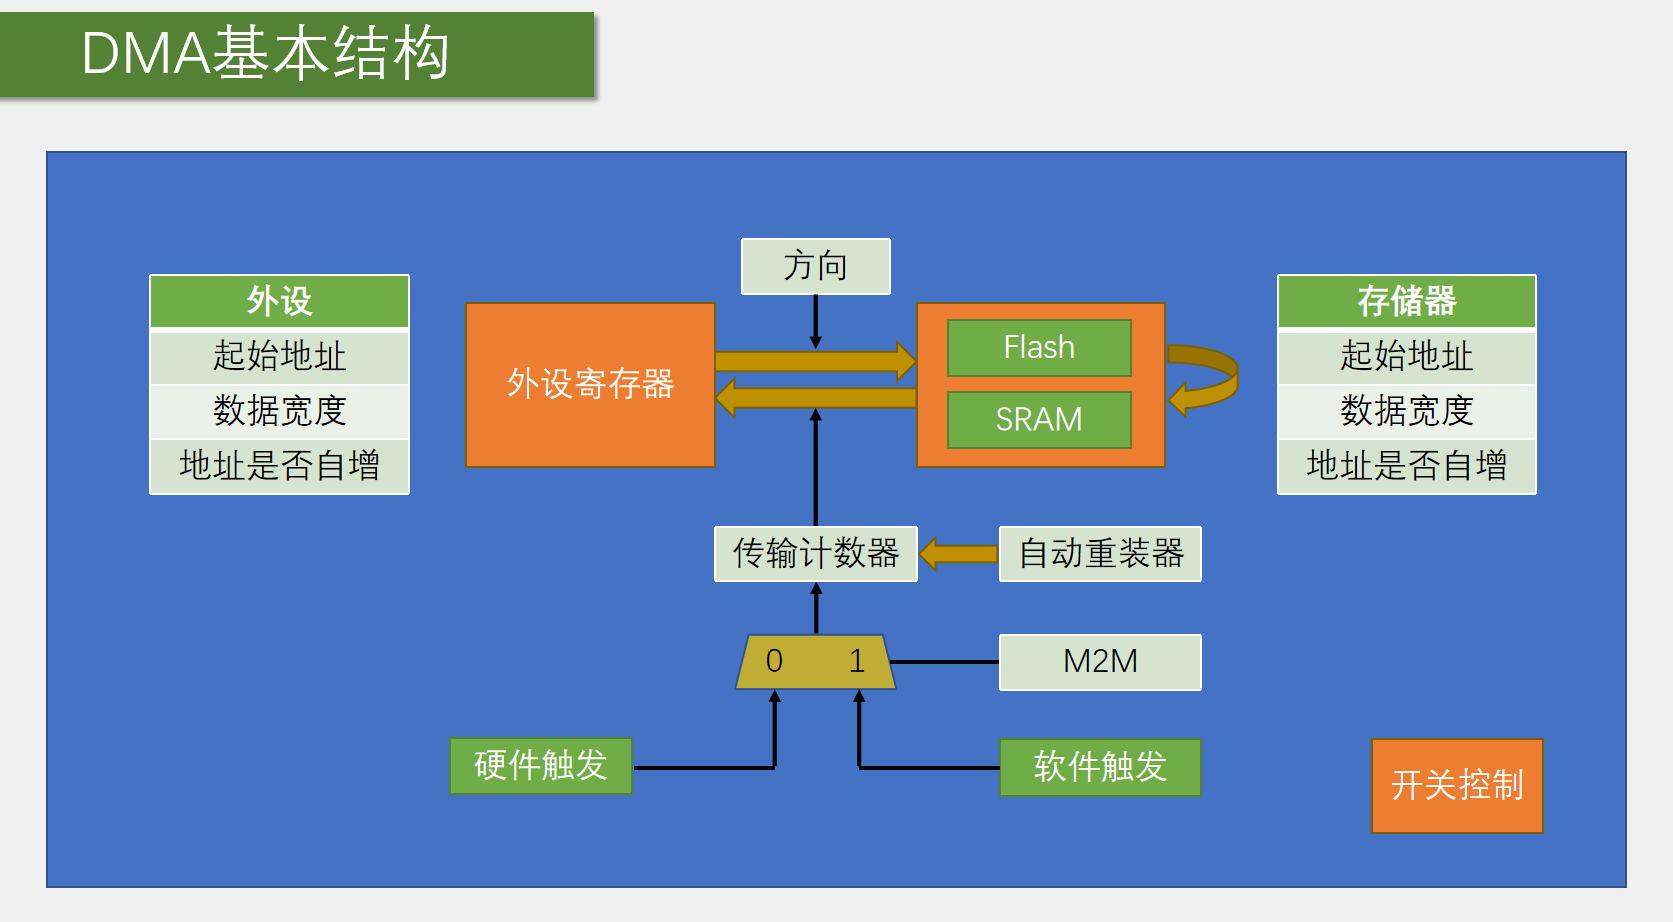 DMA基本结构
方向
外设
起始地址
数据宽度
地址是否自增
外设寄存器
Flash
SRAM
存储器
起始地址
数据宽度
地址是否自增
传输计数器
自动重装器
0
1
M2M
硬件触发
软件触发
开关控制